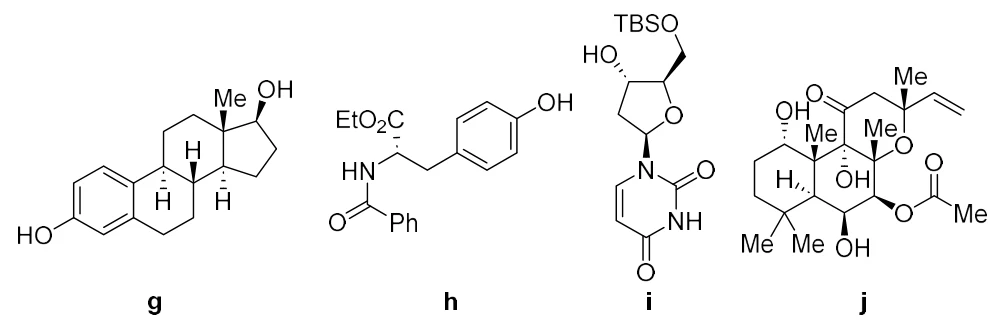 Me OH H H H HO
g
EtO₂C OH HN O Ph
h
TBSO HO O N O NH O
i
O Me OH Me Me O H OH O O Me Me Me OH
j